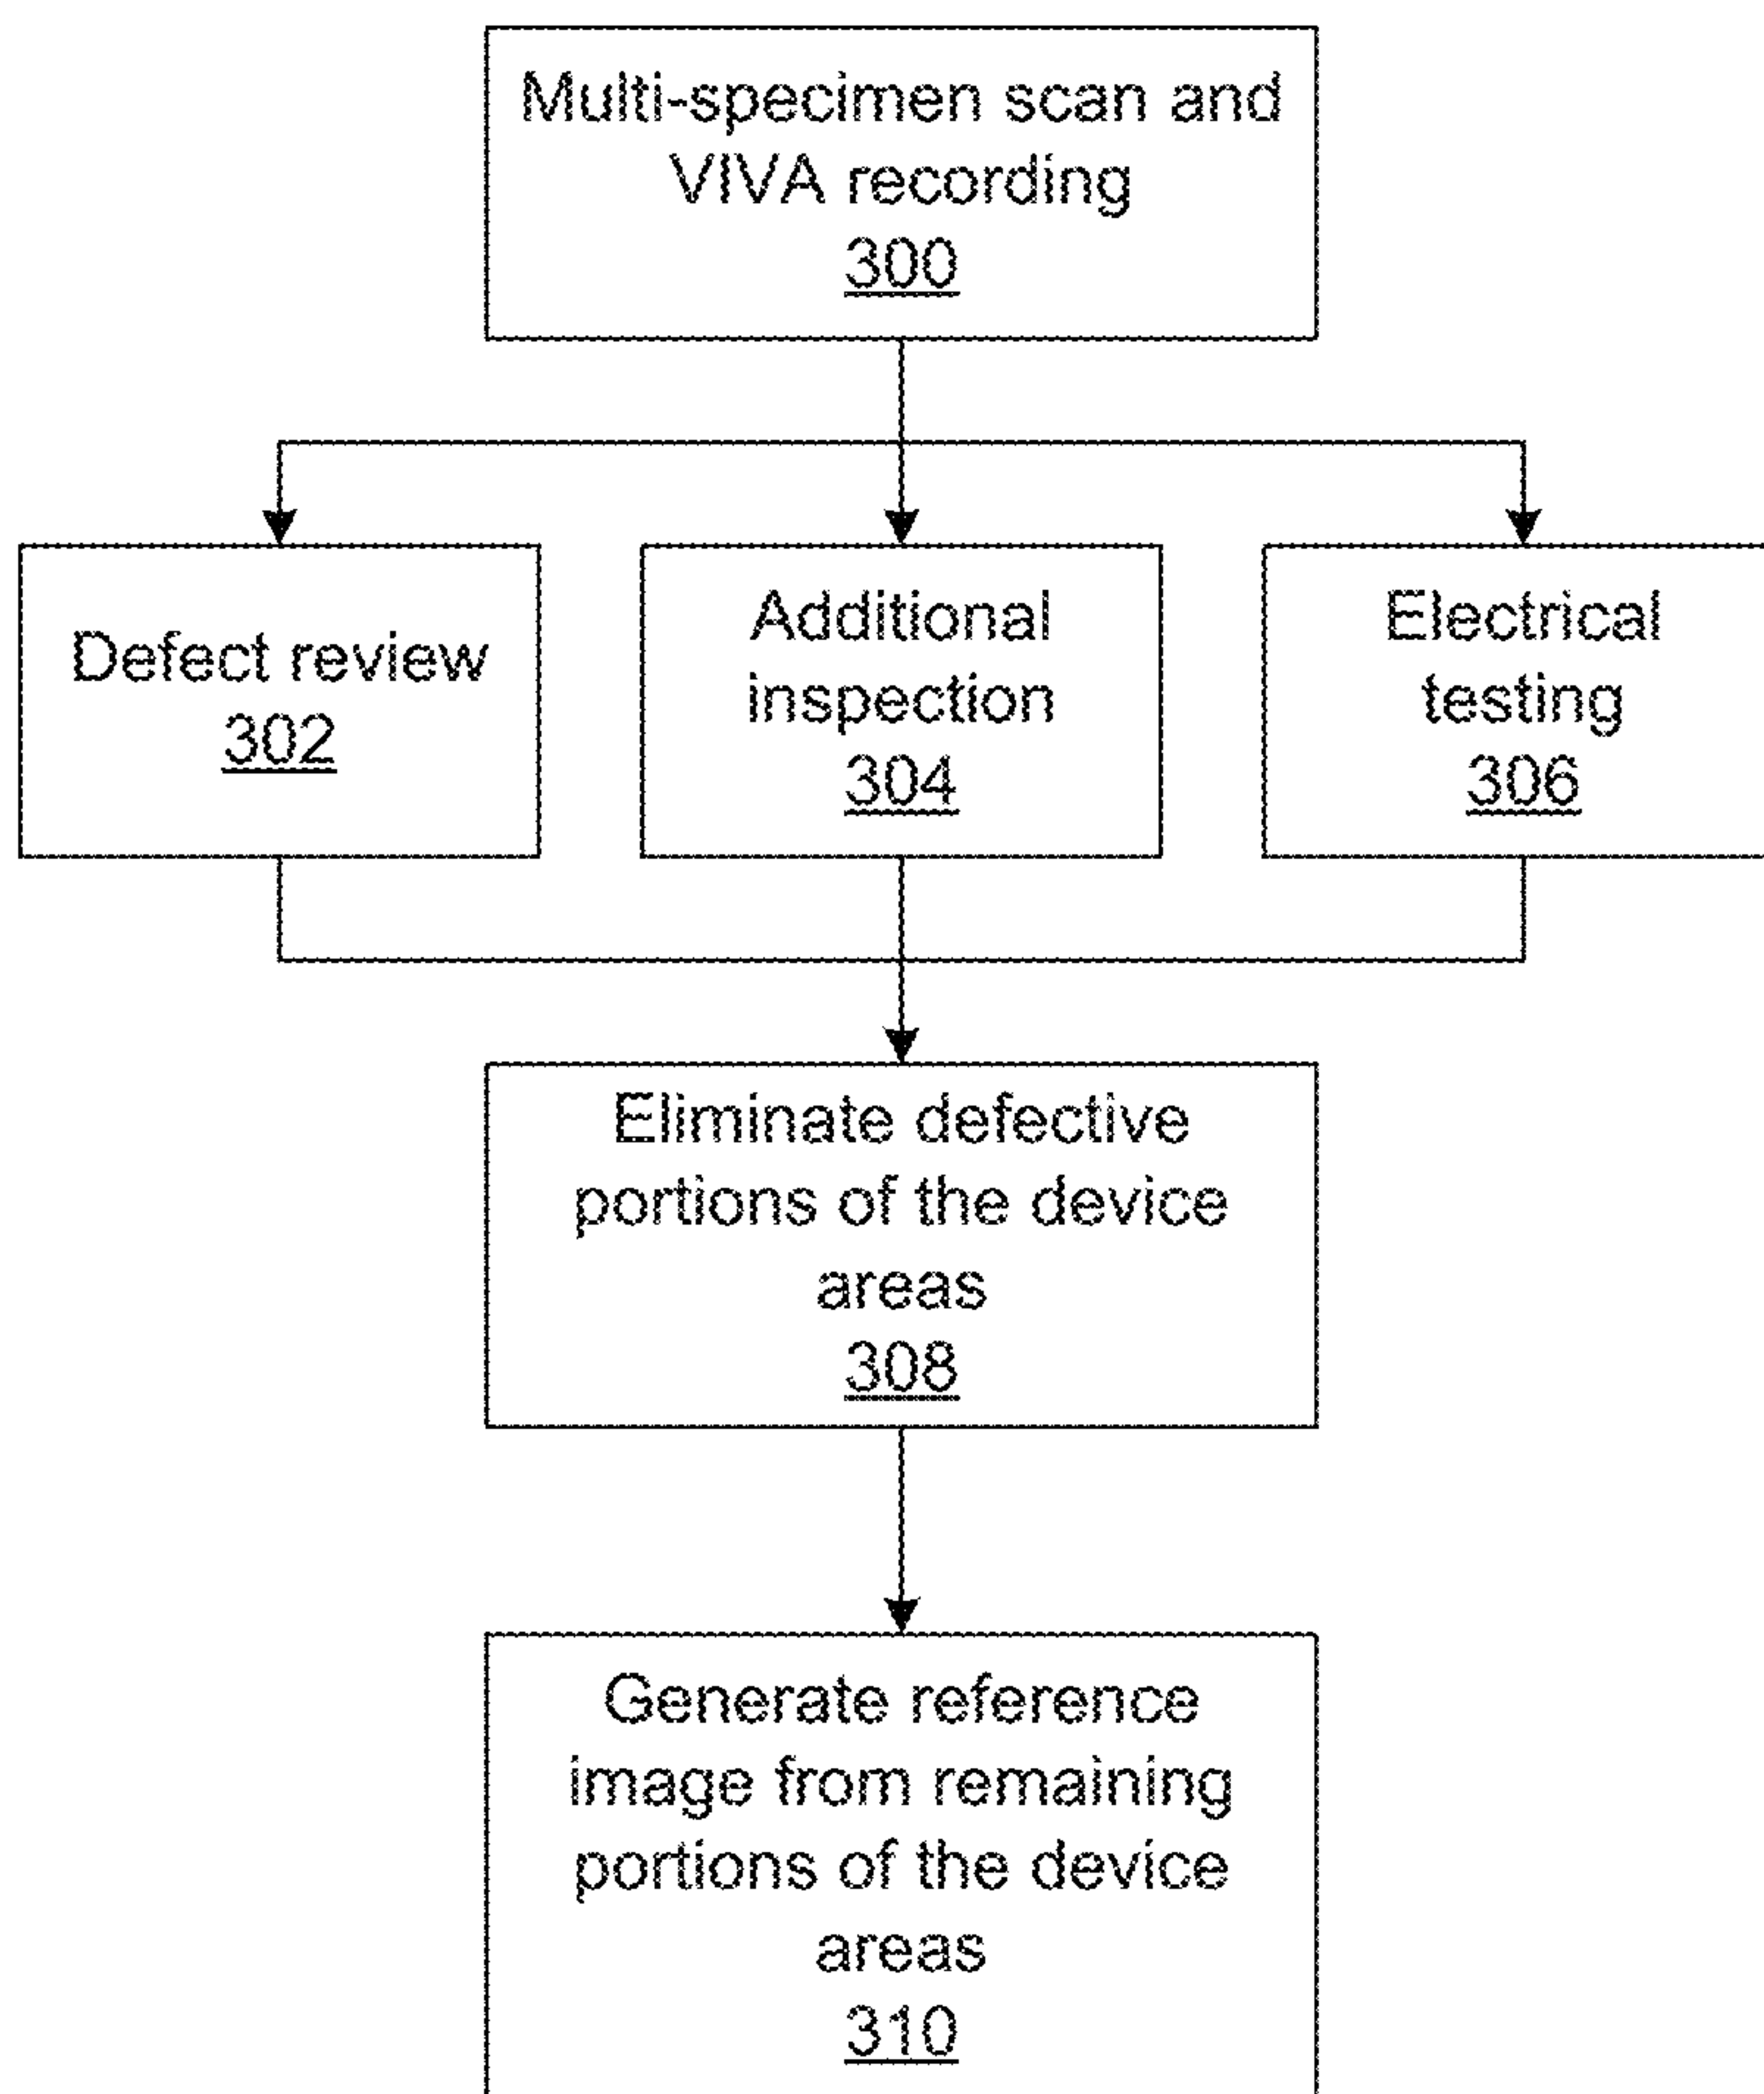 Multi-specimen scan and
VIVA recording
300
Defect review
302
Additional
inspection
304
Electrical
testing
306
Eliminate defective
portions of the device
areas
308
Generate reference
image from remaining
portions of the device
areas
310